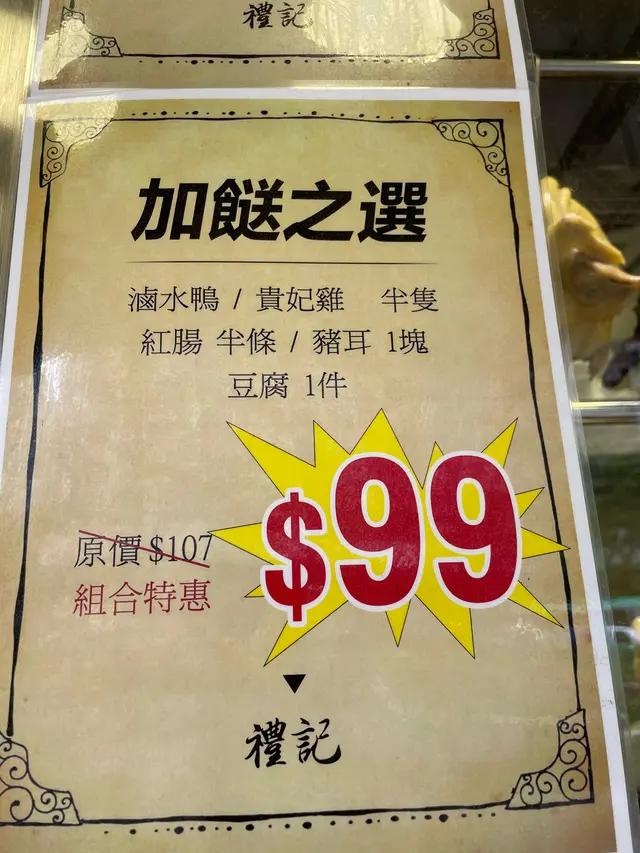 禮記
加餸之選
滷水鴨 / 貴妃雞 半隻
紅腸 半條 / 豬耳 1塊
豆腐 1件
原價 $107
組合特惠
$99
禮記